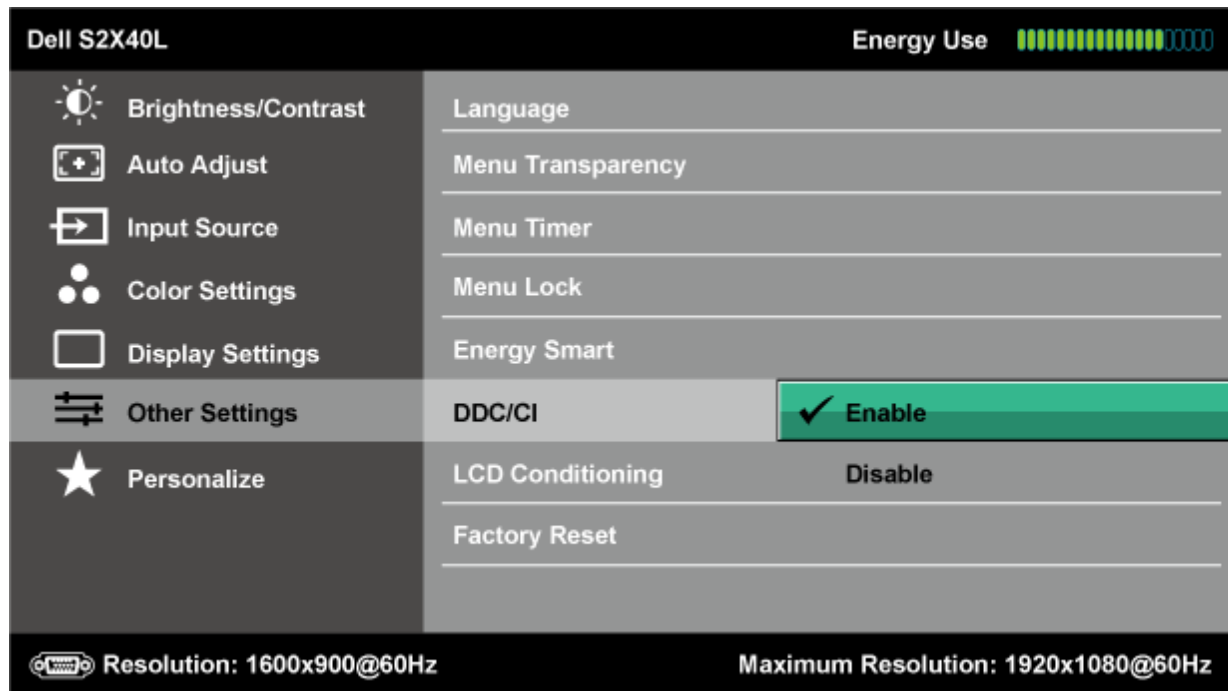 Dell S2X40L Energy Use
Brightness/Contrast Language
Auto Adjust Menu Transparency
Input Source Menu Timer
Color Settings Menu Lock
Display Settings Energy Smart
Other Settings DDC/CI Enable
Personalize LCD Conditioning Disable
Factory Reset
Resolution: 1600x900@60Hz Maximum Resolution: 1920x1080@60Hz